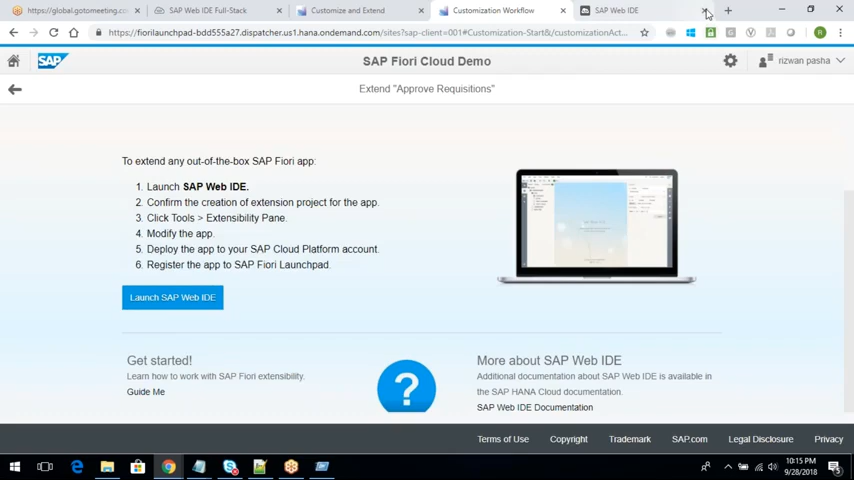 https://global.gotomeeting.co
SAP Web IDE Full-Stack
Customize and Extend
Customization Workflow
SAP Web IDE
https://fiorilaunchpad-bdd555a27.dispatcher.us1.hana.ondemand.com/sites?sap-client=001#Customization-Start&/customizationAct...
SAP
SAP Fiori Cloud Demo
rizwan pasha
Extend "Approve Requisitions"
To extend any out-of-the-box SAP Fiori app:
1. Launch SAP Web IDE.
2. Confirm the creation of extension project for the app.
3. Click Tools > Extensibility Pane.
4. Modify the app.
5. Deploy the app to your SAP Cloud Platform account.
6. Register the app to SAP Fiori Launchpad.
Launch SAP Web IDE
Get started!
Learn how to work with SAP Fiori extensibility.
Guide Me
?
More about SAP Web IDE
Additional documentation about SAP Web IDE is available in
the SAP HANA Cloud documentation.
SAP Web IDE Documentation
Terms of Use
Copyright
Trademark
SAP.com
Legal Disclosure
Privacy
10:15 PM
9/28/2018